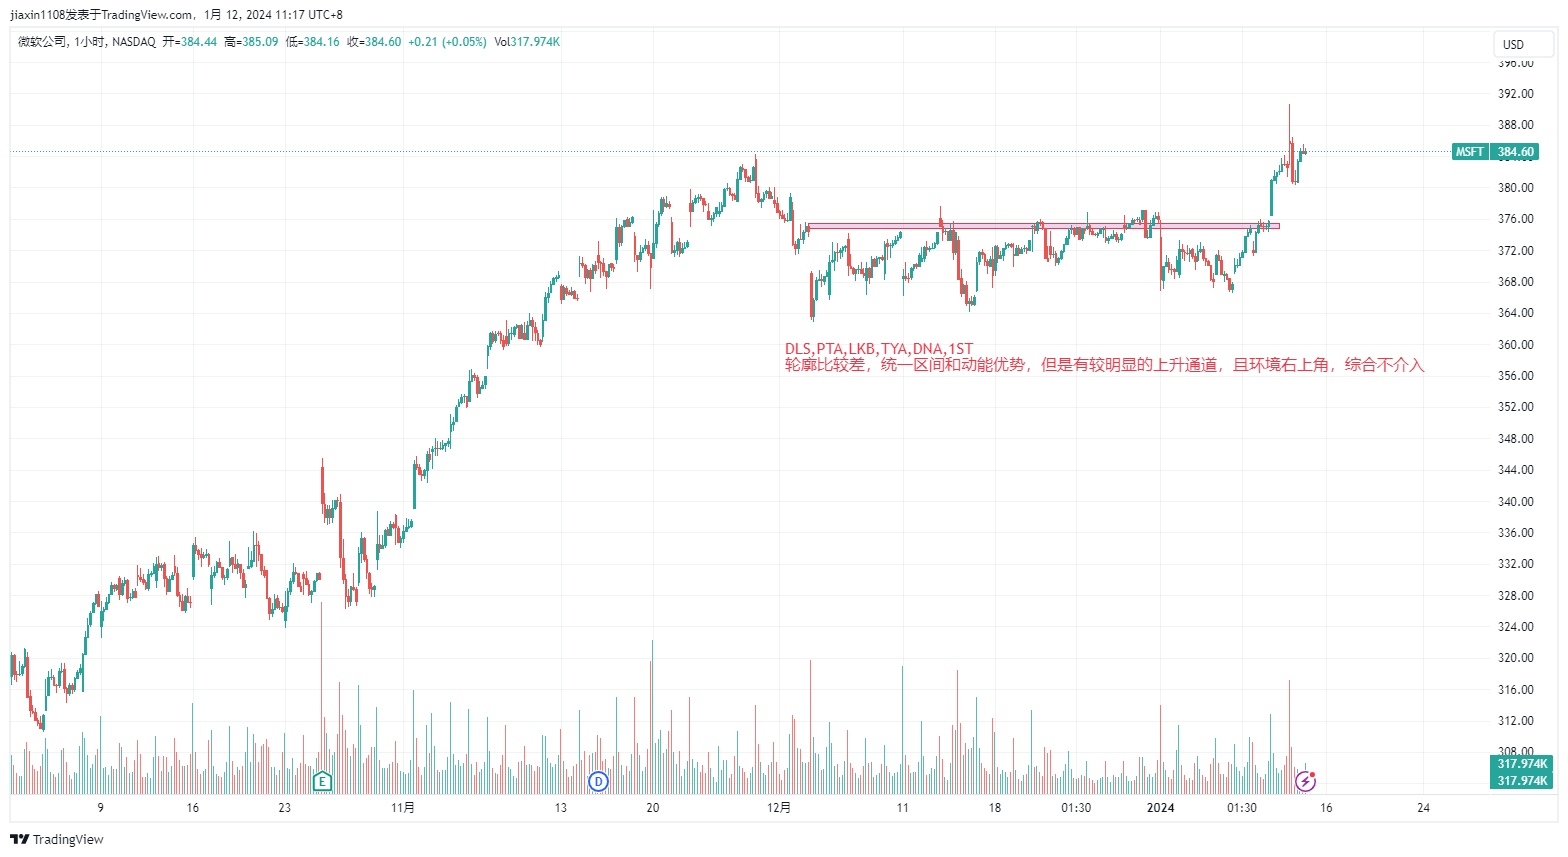 jiaxin1108发表于TradingView.com, 1月 12, 2024 11:17 UTC+8
微软公司, 1小时, NASDAQ 开=384.44 高=385.09 低=384.16 收=384.60 +0.21 (+0.05%) Vol317.974K
USD
396.00
392.00
388.00
MSFT 384.60
384.00
380.00
376.00
372.00
368.00
364.00
360.00
DLS,PTA,LKB,TYA,DNA,1ST
轮廓比较差，统一区间和动能优势，但是有较明显的上升通道，且环境右上角，综合不介入
356.00
352.00
348.00
344.00
340.00
336.00
332.00
328.00
324.00
320.00
316.00
312.00
308.00
317.974K
317.974K
E
D
9 16 23 11月 13 20 12月 11 18 01:30 2024 01:30 16 24
TradingView